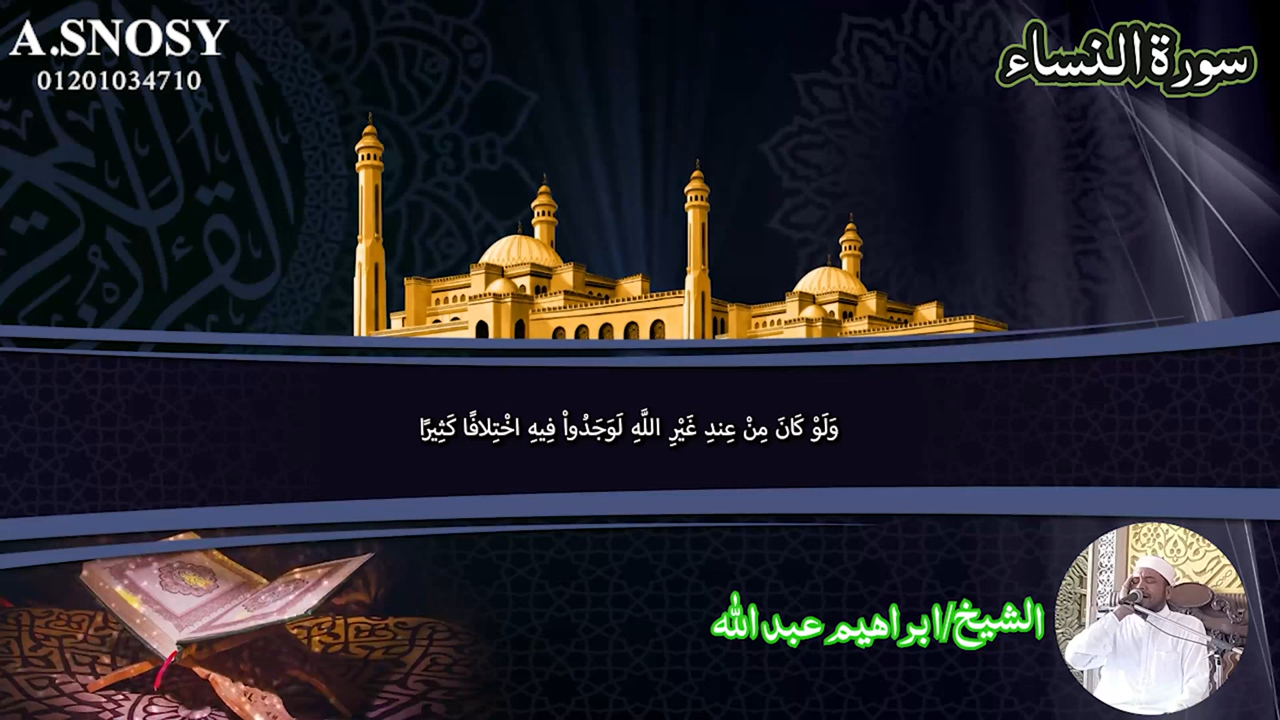 A.SNOSY
01201034710
سورة النساء
وَلَوْ كَانَ مِنْ عِندِ غَيْرِ اللَّهِ لَوَجَدُواْ فِيهِ اخْتِلافًا كَثِيرًا
الشيخ/ابراهيم عبدالله